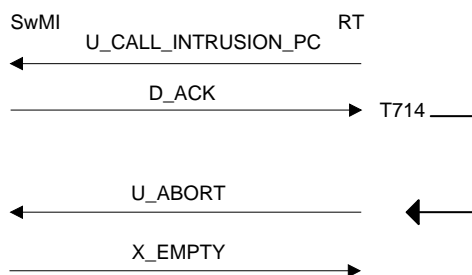 SwMI RT
U_CALL_INTRUSION_PC
D_ACK
T714
U_ABORT
X_EMPTY